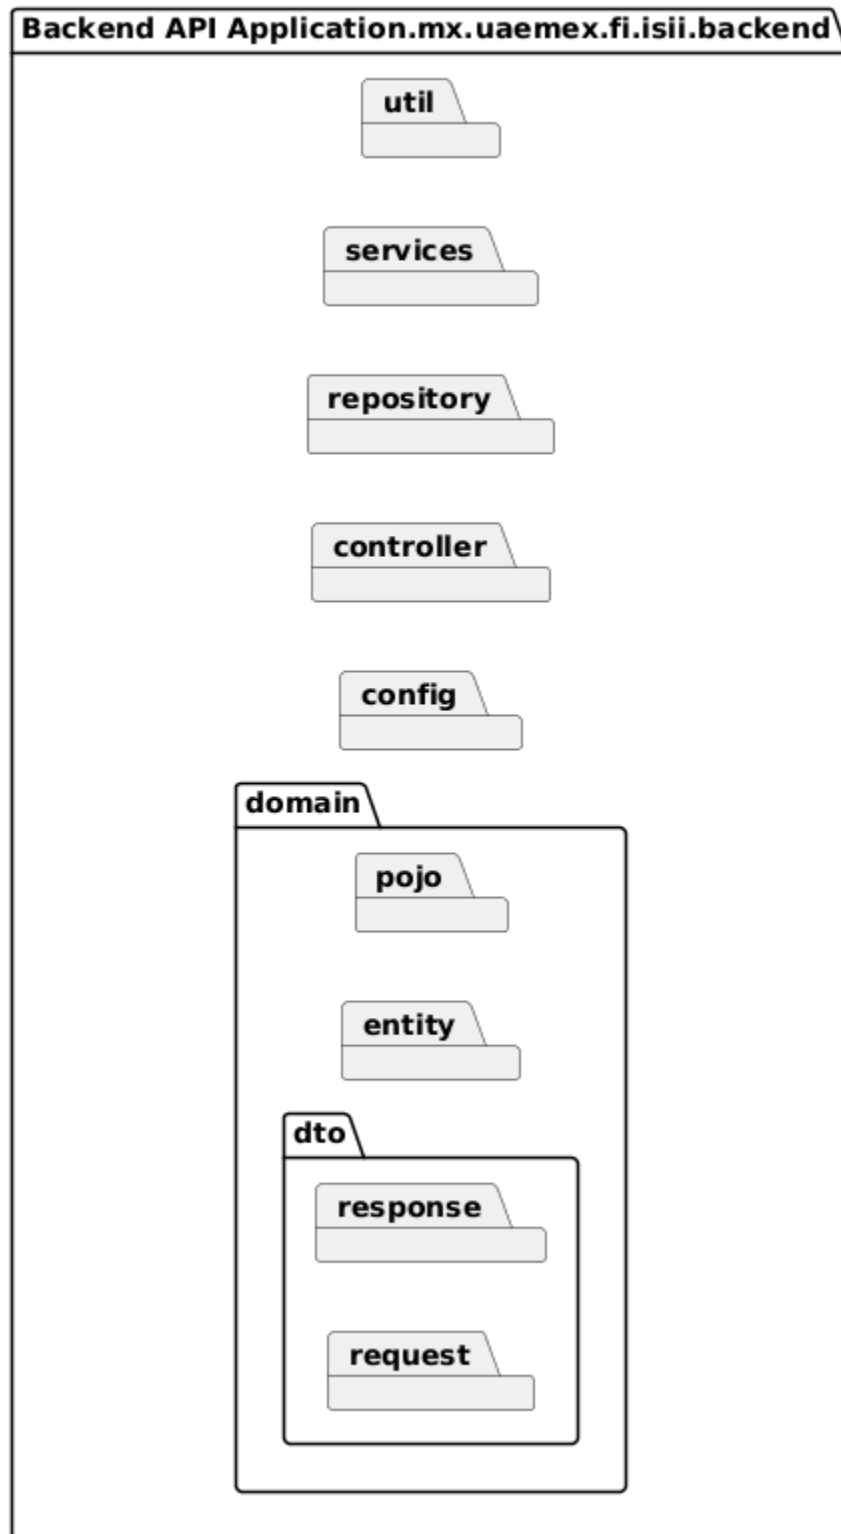 Backend API Application.mx.uaemex.fi.isii.backend
util
services
repository
controller
config
domain
pojo
entity
dto
response
request